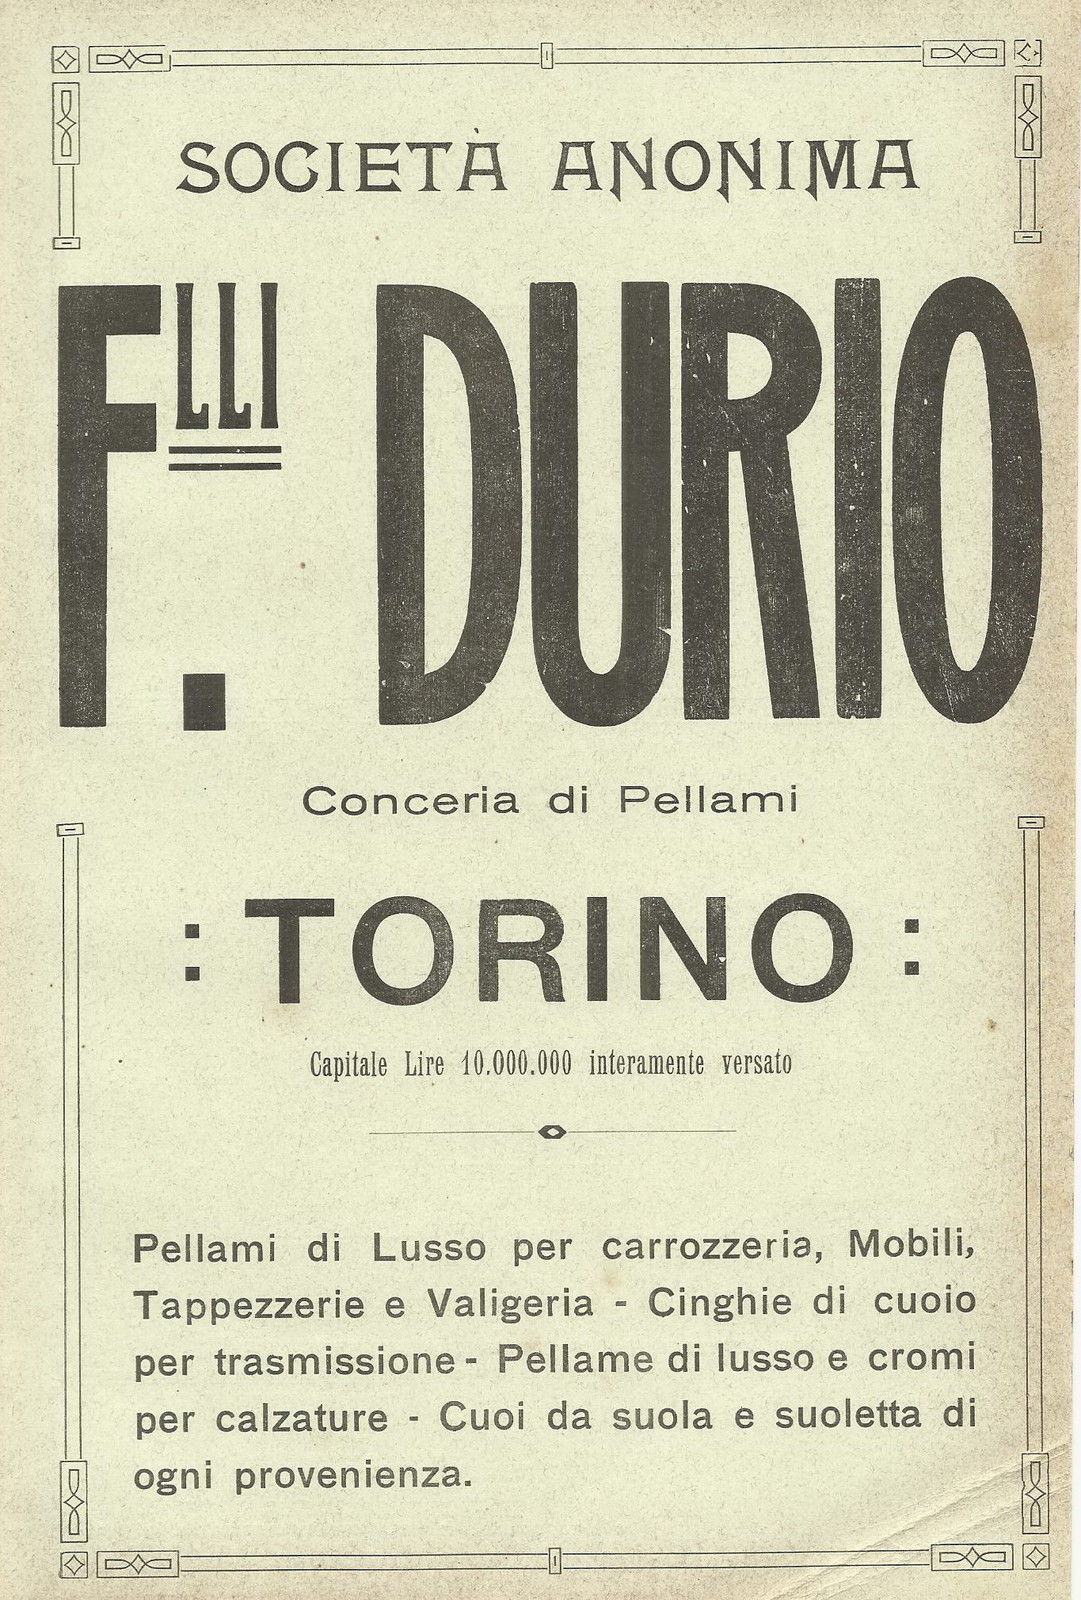 SOCIETÀ ANONIMA
Flli. DURIO
Conceria di Pellami
: TORINO :
Capitale Lire 10.000.000 interamente versato
Pellami di Lusso per carrozzeria, Mobili,
Tappezzerie e Valigeria - Cinghie di cuoio
per trasmissione - Pellame di lusso e cromi
per calzature - Cuoi da suola e suoletta di
ogni provenienza.